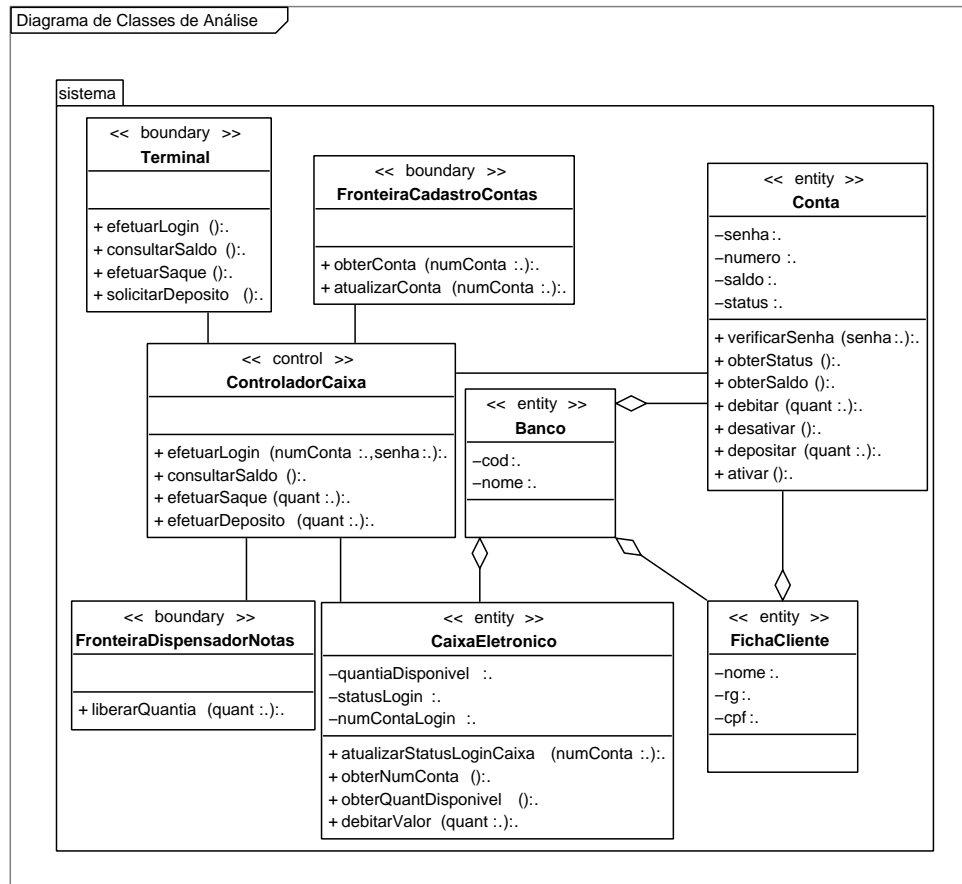 Diagrama de Classes de Análise
sistema
<< boundary >>
Terminal
+ efetuarLogin ():.
+ consultarSaldo ():.
+ efetuarSaque ():.
+ solicitarDeposito ():.
<< boundary >>
FronteiraCadastroContas
+ obterConta (numConta :.):.
+ atualizarConta (numConta :.):.
<< entity >>
Conta
−senha :.
−numero :.
−saldo :.
−status :.
+ verificarSenha (senha :.):.
+ obterStatus ():.
+ obterSaldo ():.
+ debitar (quant :.):.
+ desativar ():.
+ depositar (quant :.):.
+ ativar ():.
<< control >>
ControladorCaixa
+ efetuarLogin (numConta :.,senha :.):.
+ consultarSaldo ():.
+ efetuarSaque (quant :.):.
+ efetuarDeposito (quant :.):.
<< entity >>
Banco
−cod :.
−nome :.
<< boundary >>
FronteiraDispensadorNotas
+ liberarQuantia (quant :.):.
<< entity >>
CaixaEletronico
−quantiaDisponivel :.
−statusLogin :.
−numContaLogin :.
+ atualizarStatusLoginCaixa (numConta :.):.
+ obterNumConta ():.
+ obterQuantDisponivel ():.
+ debitarValor (quant :.):.
<< entity >>
FichaCliente
−nome :.
−rg :.
−cpf :.